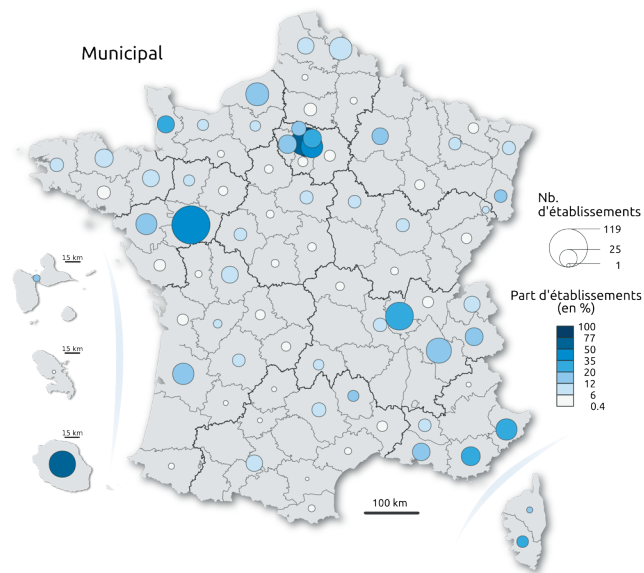 Municipal
Nb.
d'établissements
119
25
1
Part d'établissements
(en %)
100
77
50
35
20
12
6
0.4
15 km
15 km
15 km
100 km